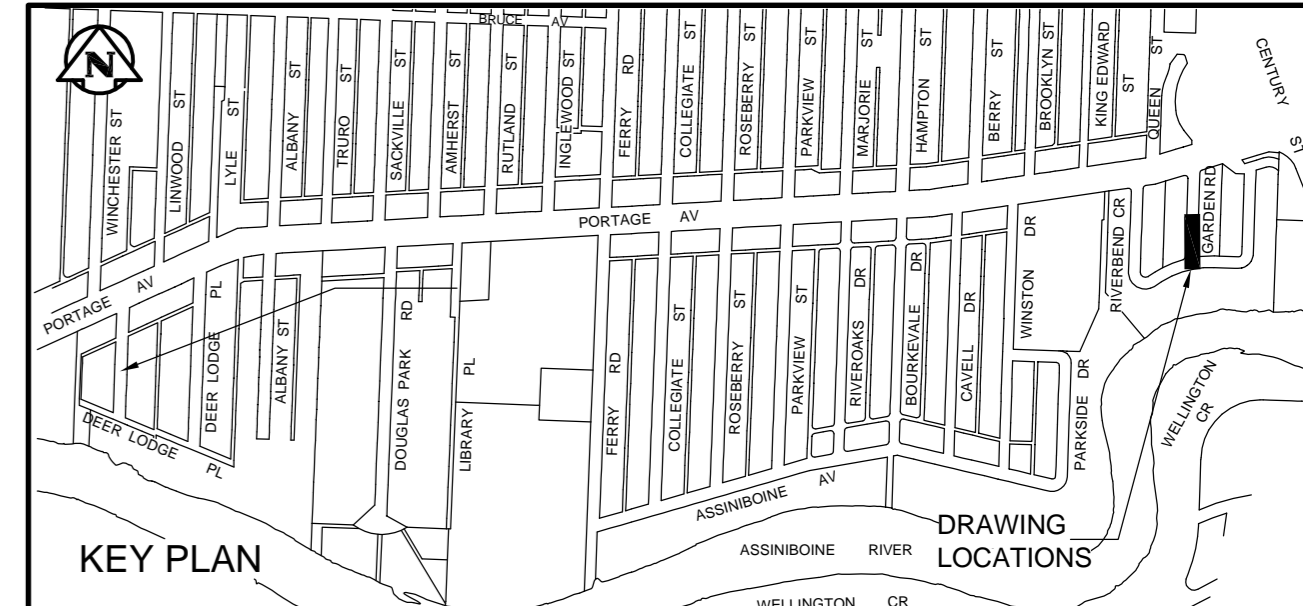 N
BRUCE AV
WINCHESTER ST
LINWOOD ST
LYLE ST
ALBANY ST
TRURO ST
SACKVILLE ST
AMHERST ST
RUTLAND ST
INGLEWOOD ST
FERRY RD
COLLEGIATE ST
ROSEBERRY ST
PARKVIEW ST
MARJORIE ST
HAMPTON ST
BERRY ST
BROOKLYN ST
KING EDWARD ST
QUEEN ST
CENTURY ST
PORTAGE AV
PORTAGE AV
DEER LODGE PL
DEER LODGE PL
ALBANY ST
DOUGLAS PARK RD
LIBRARY PL
FERRY RD
COLLEGIATE ST
ROSEBERRY ST
PARKVIEW ST
RIVEROAKS DR
BOURKEVALE DR
CAVELL DR
WINSTON DR
PARKSIDE DR
RIVERBEND CR
GARDEN RD
WELLINGTON CR
ASSINIBOINE AV
ASSINIBOINE RIVER
WELLINGTON CR
DRAWING
LOCATIONS
KEY PLAN